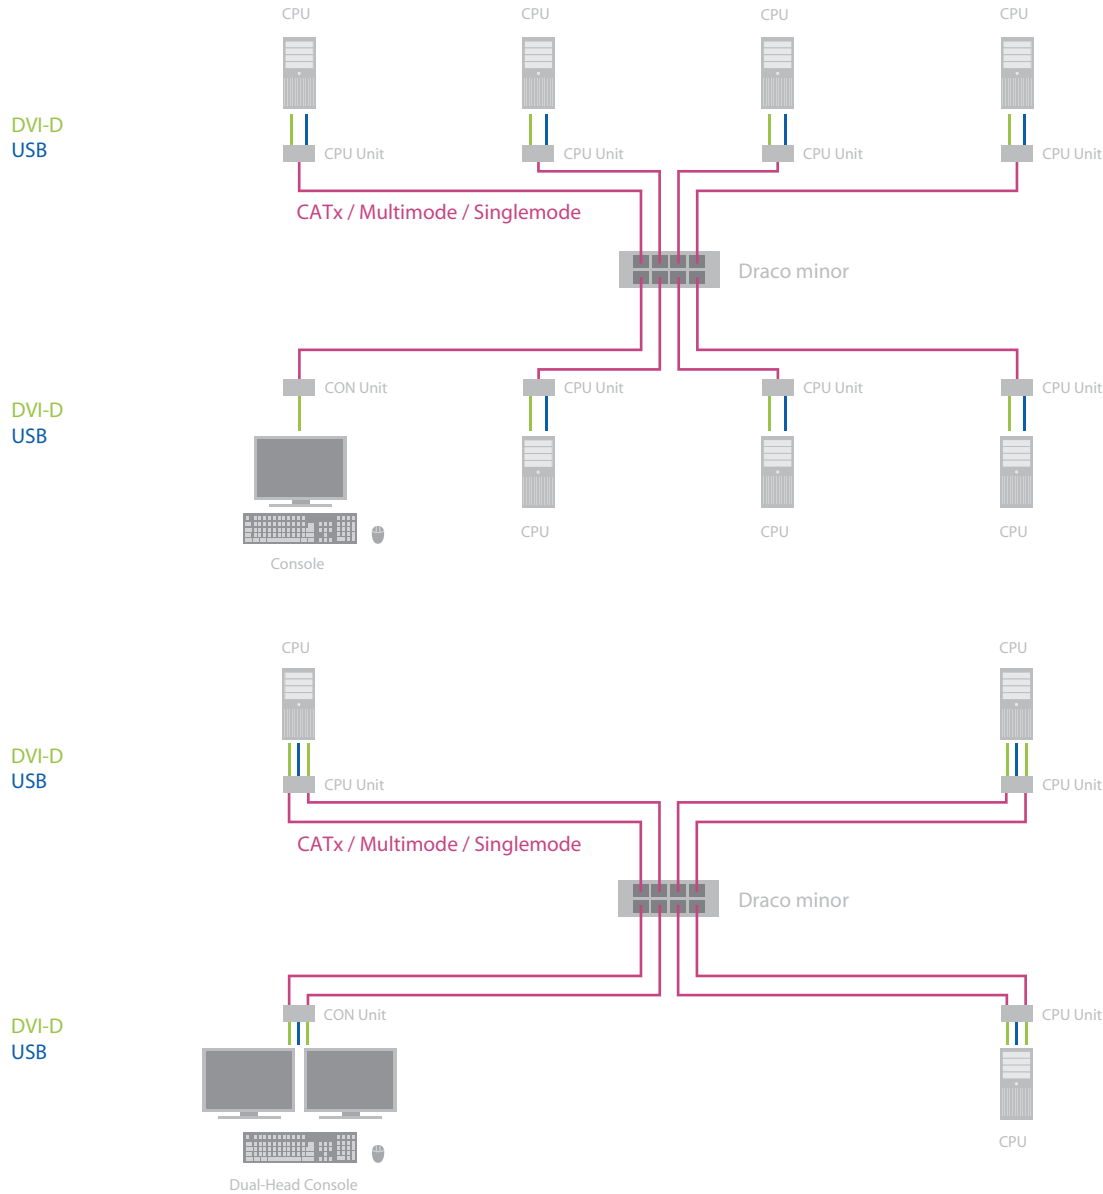 CPU CPU CPU CPU
DVI-D
USB
CPU Unit CPU Unit CPU Unit CPU Unit
CATx / Multimode / Singlemode
Draco minor
CON Unit CPU Unit CPU Unit CPU Unit
DVI-D
USB
CPU CPU CPU
Console
CPU CPU
DVI-D
USB
CPU Unit CPU Unit
CATx / Multimode / Singlemode
Draco minor
CON Unit CPU Unit
DVI-D
USB
CPU
Dual-Head Console